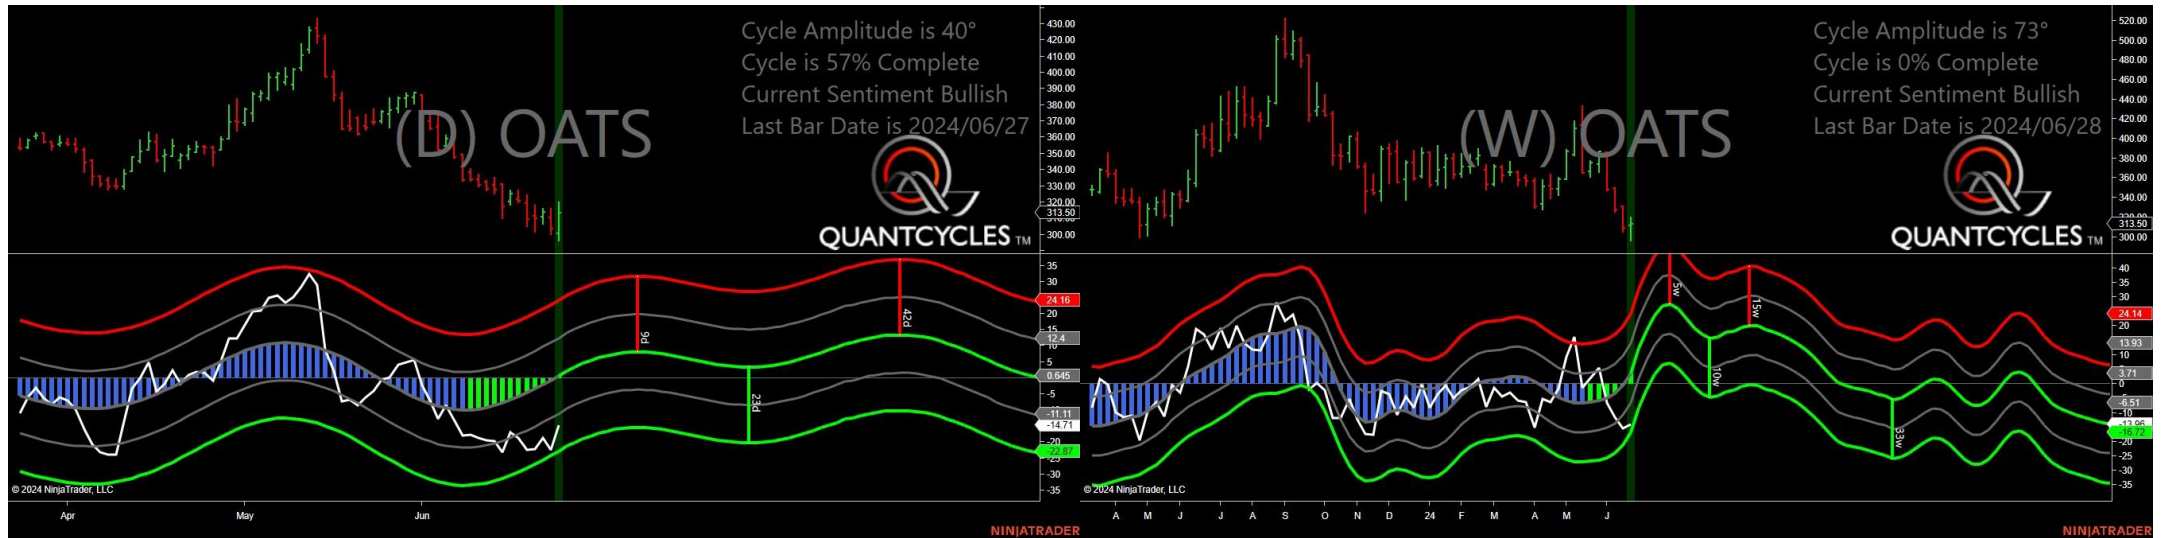 Cycle Amplitude is 40°
Cycle is 57% Complete
Current Sentiment Bullish
Last Bar Date is 2024/06/27
(D) OATS
QUANTCYCLES TM
430.00
420.00
410.00
400.00
390.00
380.00
370.00
360.00
350.00
340.00
330.00
320.00
313.50
300.00
35
30
24.16
20
15
12.4
10
5
0.645
-5
-11.11
-14.71
-20
-22.87
-25
-30
-35
9d
23d
42d
© 2024 NinjaTrader, LLC
Apr May Jun
NINJATRADER
Cycle Amplitude is 73°
Cycle is 0% Complete
Current Sentiment Bullish
Last Bar Date is 2024/06/28
(W) OATS
QUANTCYCLES TM
520.00
500.00
480.00
460.00
440.00
420.00
400.00
380.00
360.00
340.00
313.50
300.00
40
35
30
24.14
20
13.93
10
3.71
0
-6.51
-10
-13.96
-16.72
-20
-25
-30
-35
5w
10w
15w
33w
© 2024 NinjaTrader, LLC
A M J J A S O N D 24 F M A M J
NINJATRADER